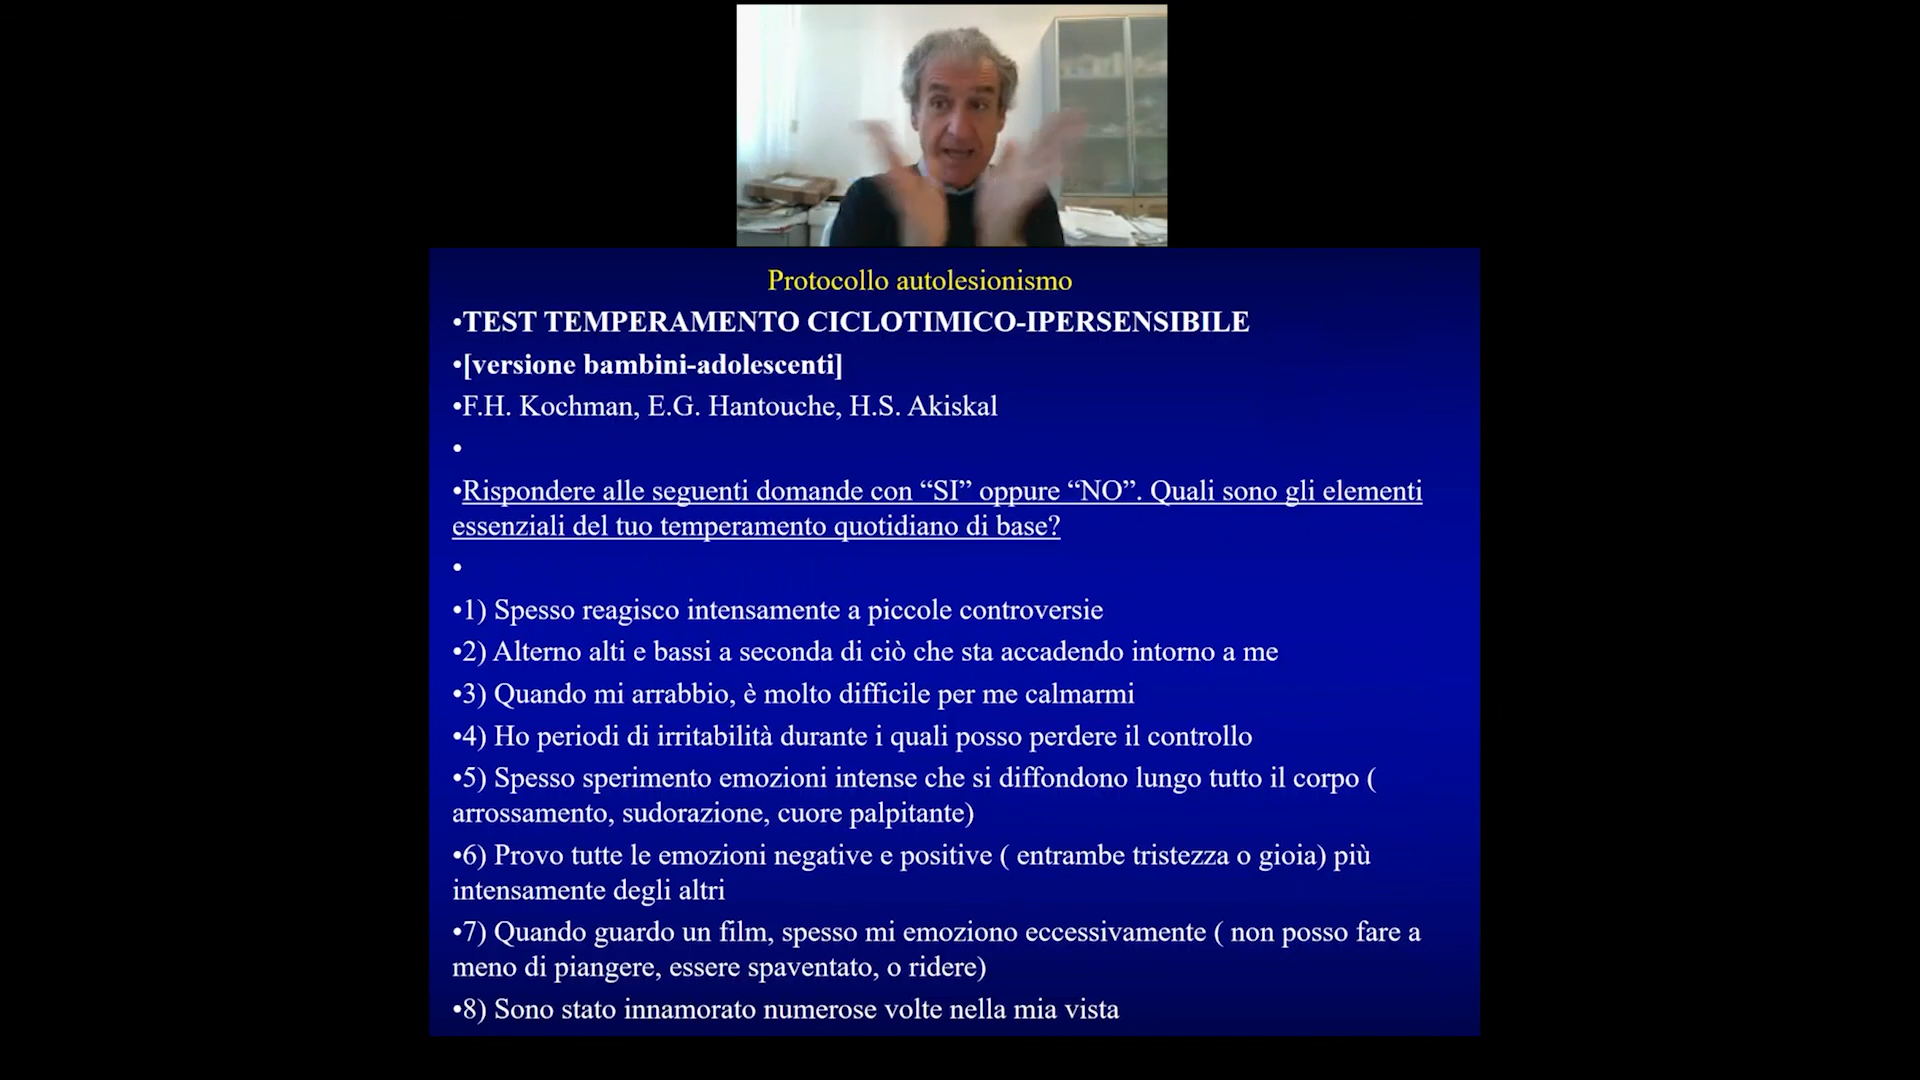 Protocollo autolesionismo
•TEST TEMPERAMENTO CICLOTIMICO-IPERSENSIBILE
•[versione bambini-adolescenti]
•F.H. Kochman, E.G. Hantouche, H.S. Akiskal
•
•Rispondere alle seguenti domande con “SI” oppure “NO”. Quali sono gli elementi
essenziali del tuo temperamento quotidiano di base?
•
•1) Spesso reagisco intensamente a piccole controversie
•2) Alterno alti e bassi a seconda di ciò che sta accadendo intorno a me
•3) Quando mi arrabbio, è molto difficile per me calmarmi
•4) Ho periodi di irritabilità durante i quali posso perdere il controllo
•5) Spesso sperimento emozioni intense che si diffondono lungo tutto il corpo (
arrossamento, sudorazione, cuore palpitante)
•6) Provo tutte le emozioni negative e positive ( entrambe tristezza o gioia) più
intensamente degli altri
•7) Quando guardo un film, spesso mi emoziono eccessivamente ( non posso fare a
meno di piangere, essere spaventato, o ridere)
•8) Sono stato innamorato numerose volte nella mia vista